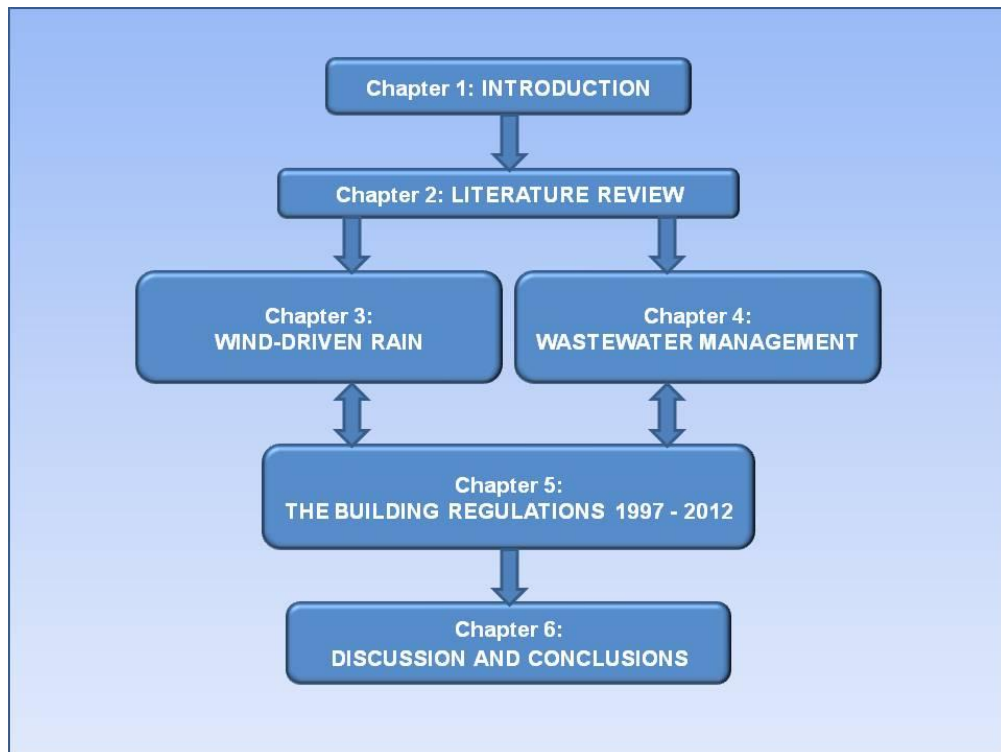 Chapter 1: INTRODUCTION
Chapter 2: LITERATURE REVIEW
Chapter 3:
WIND-DRIVEN RAIN
Chapter 4:
WASTEWATER MANAGEMENT
Chapter 5:
THE BUILDING REGULATIONS 1997 - 2012
Chapter 6:
DISCUSSION AND CONCLUSIONS